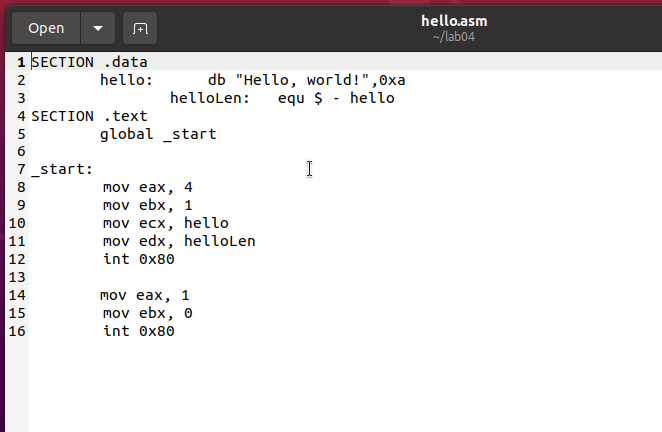 Open
hello.asm
~/lab04
1 SECTION .data
2 hello: db "Hello, world!",0xa
3 helloLen: equ $ - hello
4 SECTION .text
5 global _start
6
7 _start:
8 mov eax, 4
9 mov ebx, 1
10 mov ecx, hello
11 mov edx, helloLen
12 int 0x80
13
14 mov eax, 1
15 mov ebx, 0
16 int 0x80